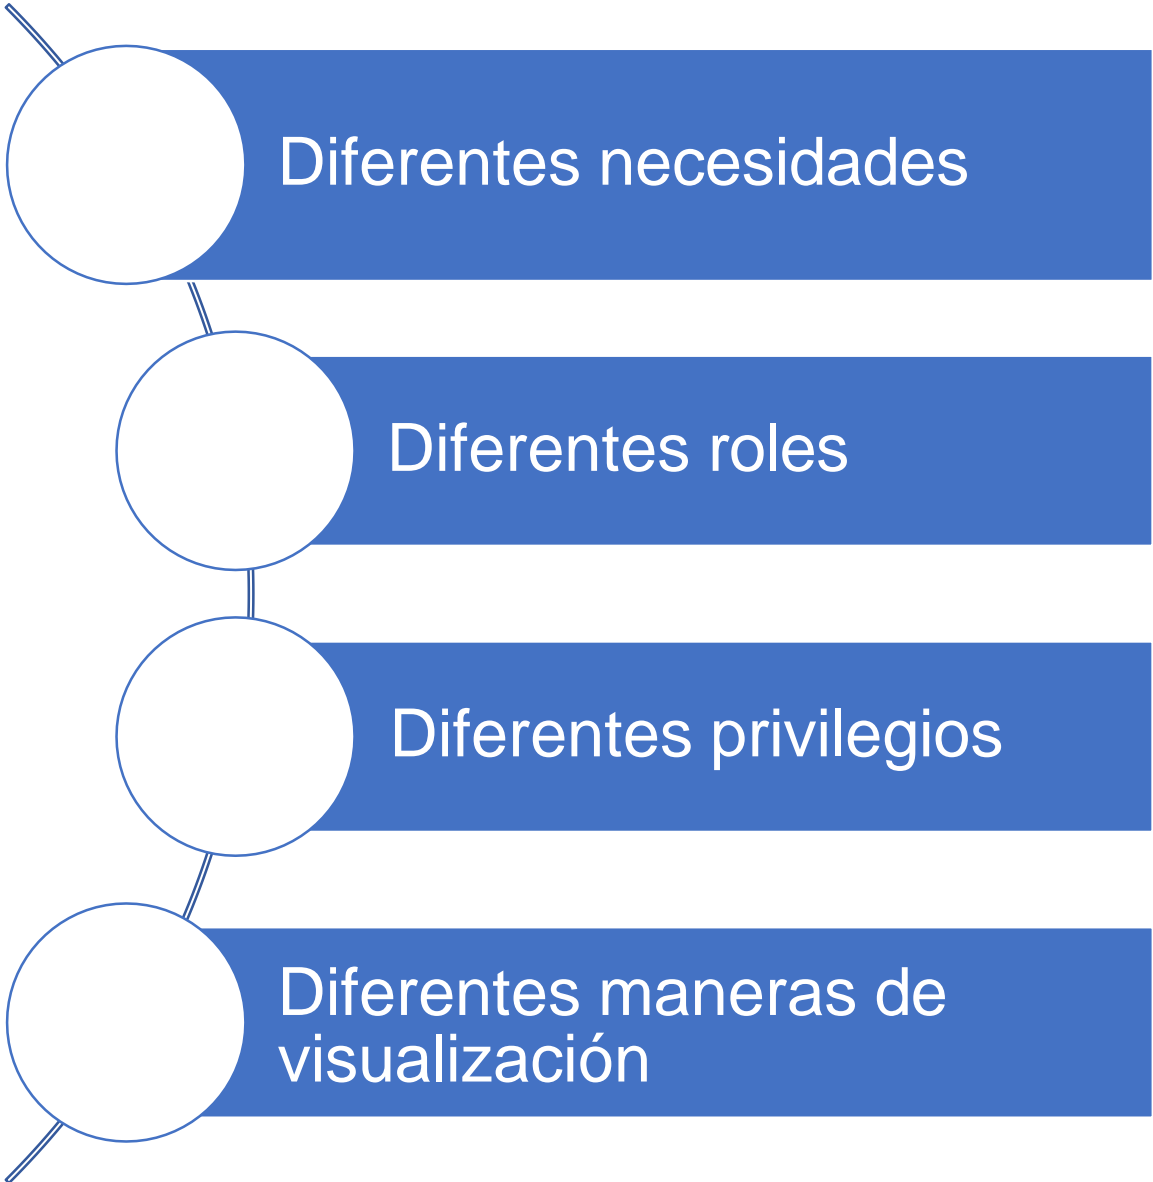 Diferentes necesidades
Diferentes roles
Diferentes privilegios
Diferentes maneras de
visualización